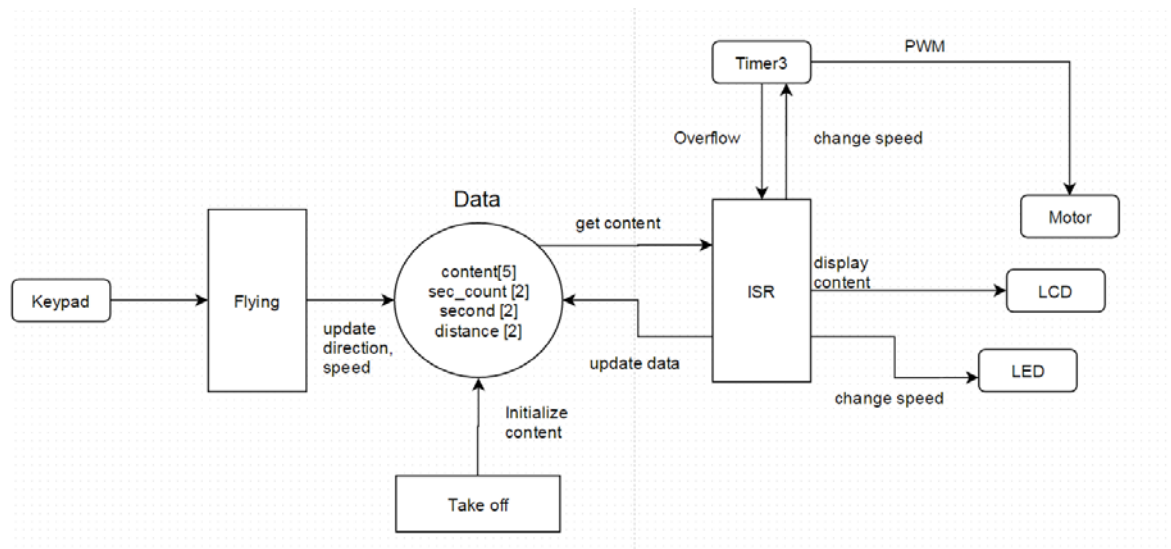 Timer3
PWM
Overflow
change speed
Motor
Data
get content
content[5]
sec_count [2]
second [2]
distance [2]
ISR
display
content
LCD
Keypad
Flying
update
direction,
speed
update data
LED
change speed
Initialize
content
Take off